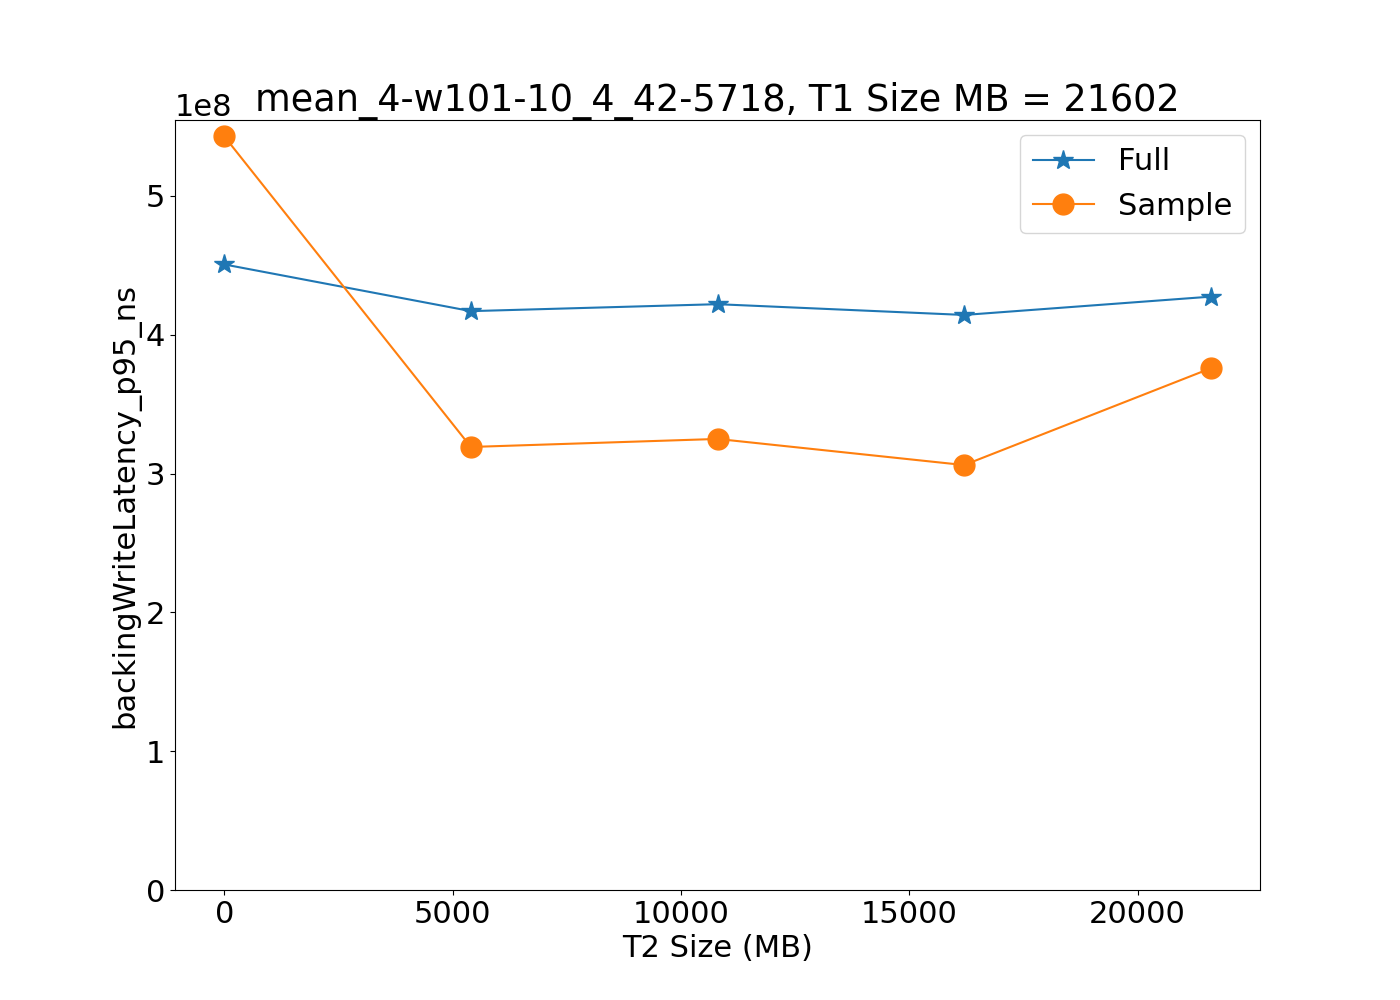 mean_4-w101-10_4_42-5718, T1 Size MB = 21602
1e8
Full
Sample
5
4
3
2
1
0
backingWriteLatency_p95_ns
0 5000 10000 15000 20000
T2 Size (MB)